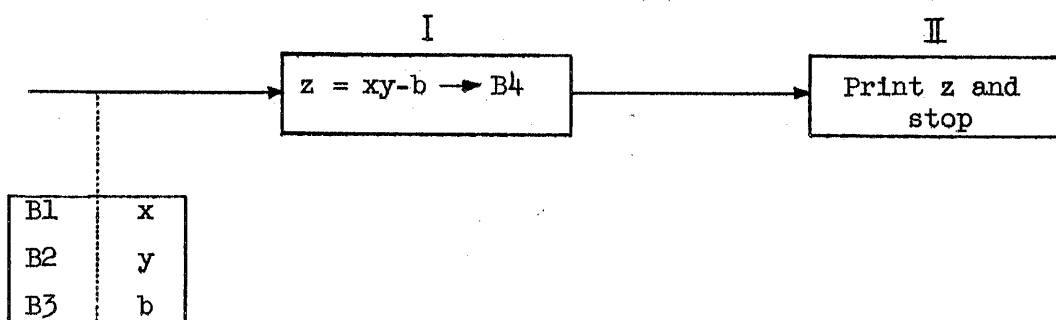 I
II
z = xy-b → B4
Print z and
stop
B1 x
B2 y
B3 b